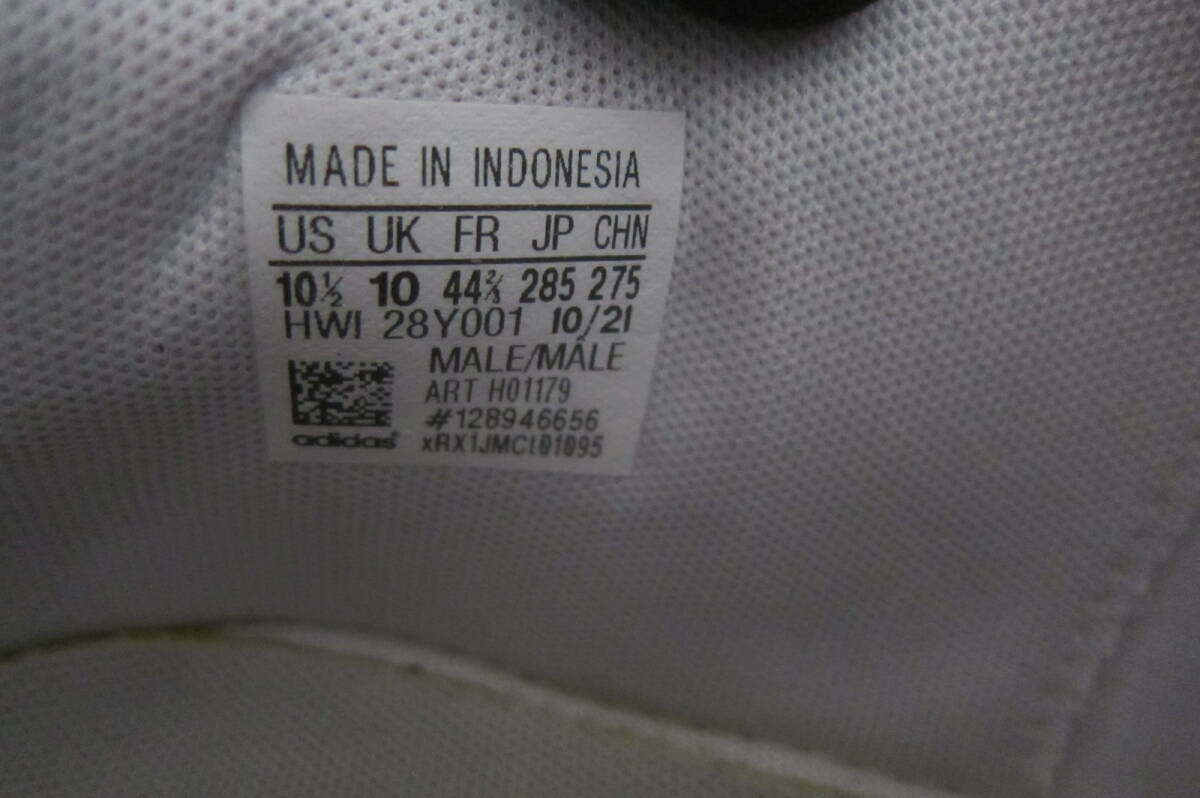 MADE IN INDONESIA
US UK FR JP CHN
10½ 10 44⅔ 285 275
HWI 28Y001 10/21
MALE/MÂLE
ART H01179
#128946656
adidas xRX1JMCt01095